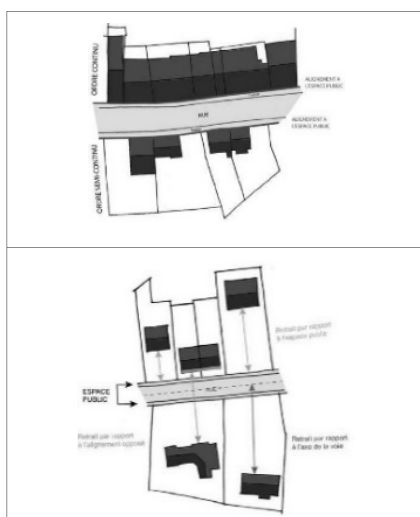 ORDRE CONTINU
ALIGNEMENT A
L'ESPACE PUBLIC
RUE
ALIGNEMENT A
L'ESPACE PUBLIC
ORDRE SEMI-CONTINU
Retrait par rapport
à l'espace public
ESPACE
PUBLIC
Retrait par rapport
à l'alignement opposé
Retrait par rapport
à l'axe de la voie